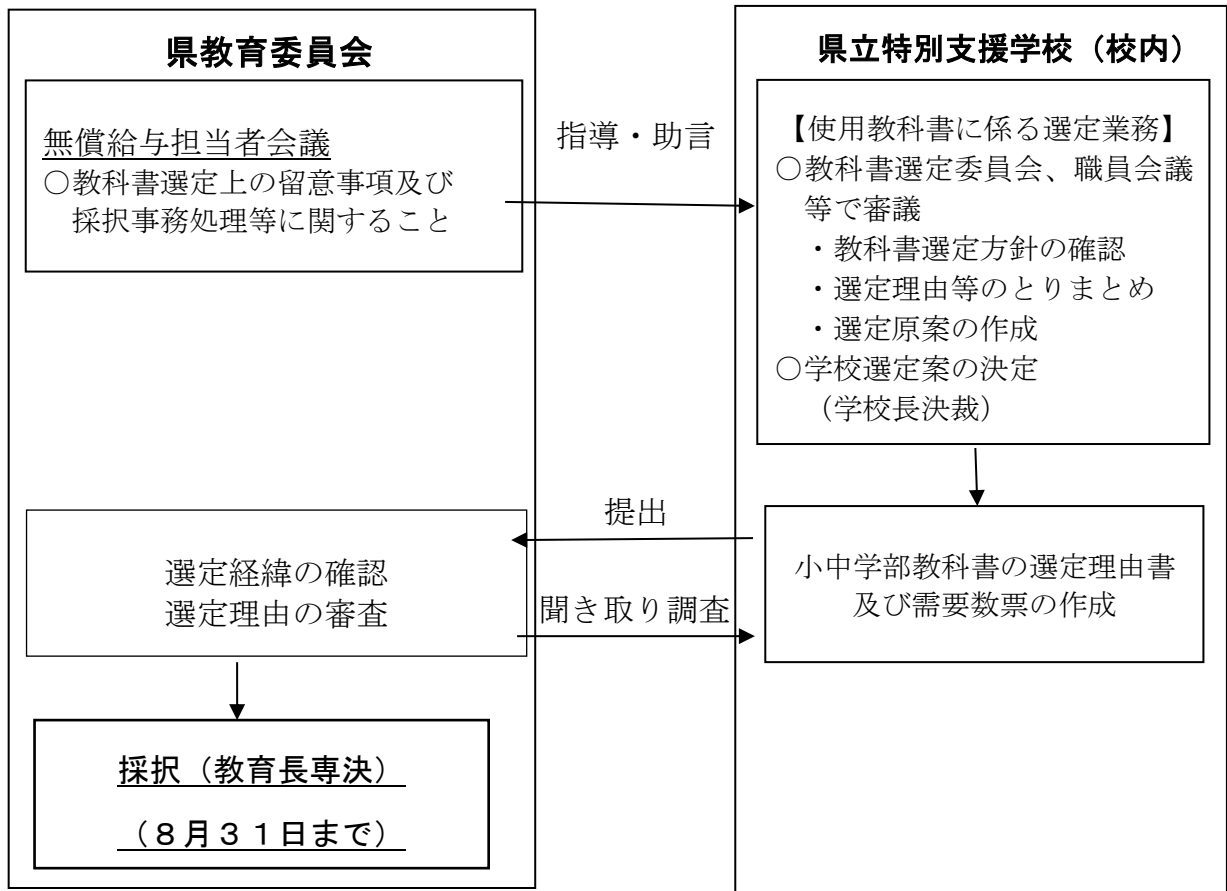 県教育委員会
無償給与担当者会議
○教科書選定上の留意事項及び
採択事務処理等に関すること
指導・助言
県立特別支援学校（校内）
【使用教科書に係る選定業務】
○教科書選定委員会、職員会議
等で審議
・教科書選定方針の確認
・選定理由等のとりまとめ
・選定原案の作成
○学校選定案の決定
（学校長決裁）
提出
小中学部教科書の選定理由書
及び需要数票の作成
選定経緯の確認
選定理由の審査
聞き取り調査
採択（教育長専決）
（８月３１日まで）